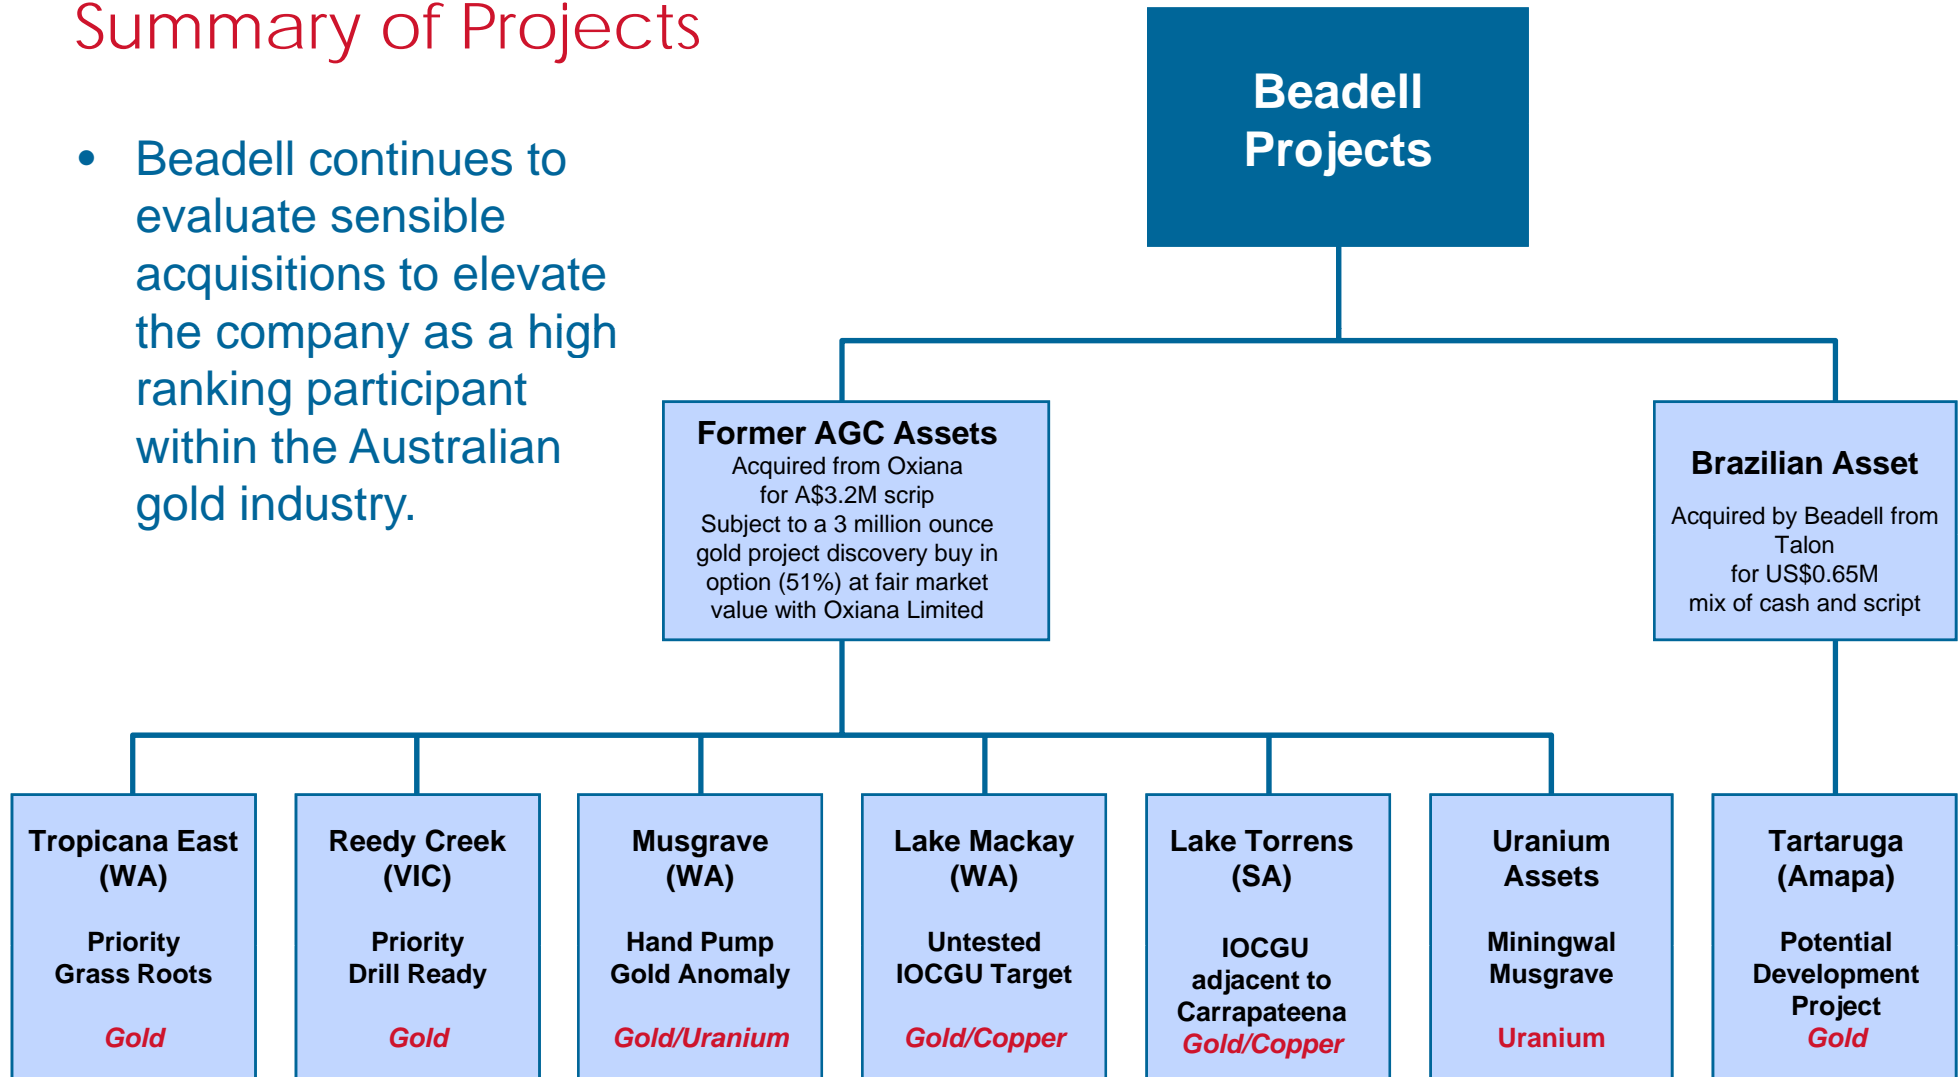 Summary of Projects
• Beadell continues to
evaluate sensible
acquisitions to elevate
the company as a high
ranking participant
within the Australian
gold industry.
Beadell
Projects
Former AGC Assets
Acquired from Oxiana
for A$3.2M scrip
Subject to a 3 million ounce
gold project discovery buy in
option (51%) at fair market
value with Oxiana Limited
Brazilian Asset
Acquired by Beadell from
Talon
for US$0.65M
mix of cash and script
Tropicana East
(WA)
Priority
Grass Roots
Gold
Reedy Creek
(VIC)
Priority
Drill Ready
Gold
Musgrave
(WA)
Hand Pump
Gold Anomaly
Gold/Uranium
Lake Mackay
(WA)
Untested
IOCGU Target
Gold/Copper
Lake Torrens
(SA)
IOCGU
adjacent to
Carrapateena
Gold/Copper
Uranium
Assets
Miningwal
Musgrave
Uranium
Tartaruga
(Amapa)
Potential
Development
Project
Gold